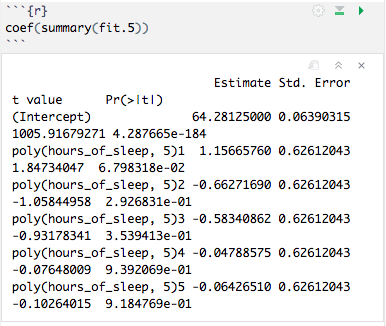 ```{r}
coef(summary(fit.5))
```
Estimate Std. Error
t value Pr(>|t|)
(Intercept) 64.28125000 0.06390315
1005.91679271 4.287665e-184
poly(hours_of_sleep, 5)1 1.15665760 0.62612043
1.84734047 6.798318e-02
poly(hours_of_sleep, 5)2 -0.66271690 0.62612043
-1.05844958 2.926831e-01
poly(hours_of_sleep, 5)3 -0.58340862 0.62612043
-0.93178341 3.539413e-01
poly(hours_of_sleep, 5)4 -0.04788575 0.62612043
-0.07648009 9.392069e-01
poly(hours_of_sleep, 5)5 -0.06426510 0.62612043
-0.10264015 9.184769e-01